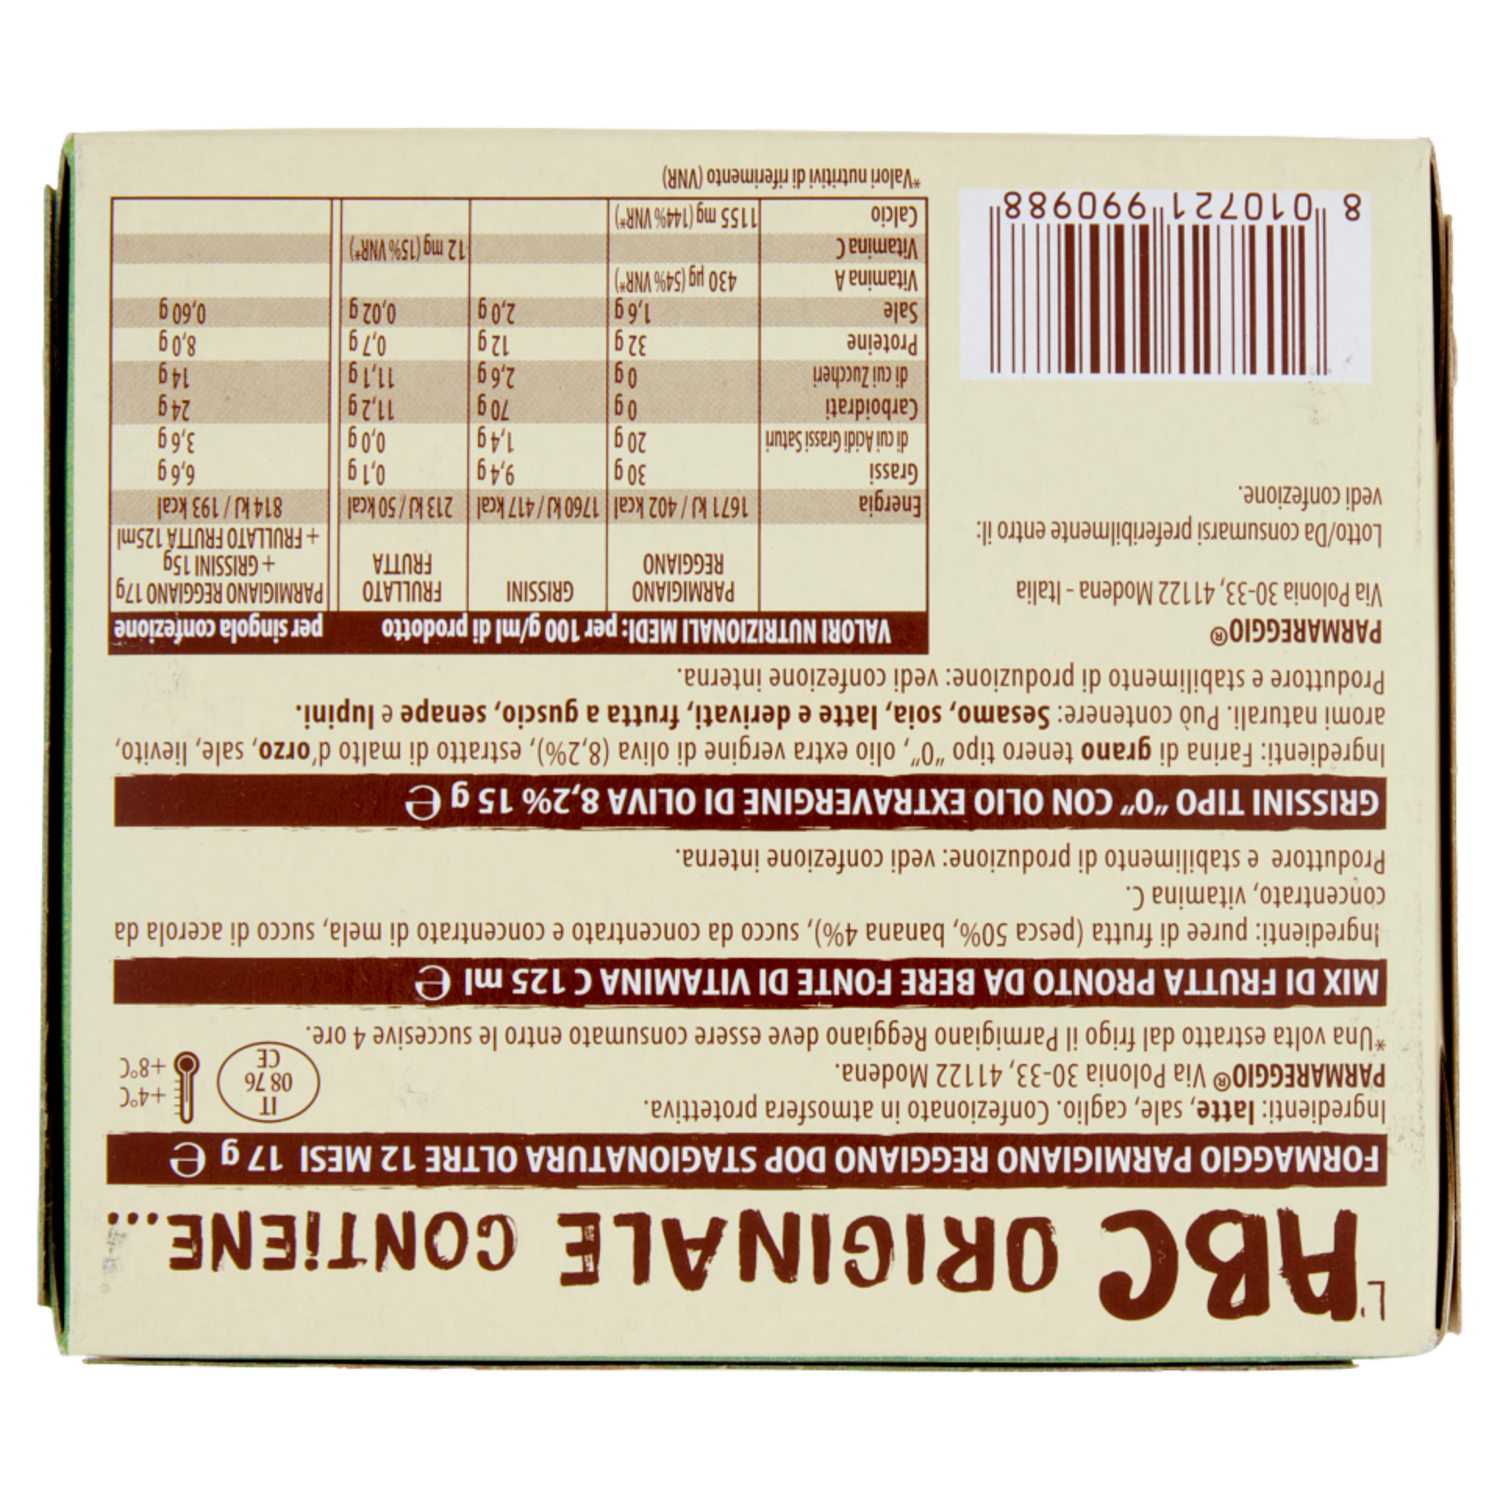 L'ABC ORIGINALE CONTIENE...
FORMAGGIO PARMIGIANO REGGIANO DOP STAGIONATURA OLTRE 12 MESI 17 g ℮
Ingredienti: latte, sale, caglio. Confezionato in atmosfera protettiva.
PARMAREGGIO® Via Polonia 30-33, 41122 Modena.
*Una volta estratto dal frigo il Parmigiano Reggiano deve essere consumato entro le succesive 4 ore.
IT
08 76
CE
+4°C
+8°C
MIX DI FRUTTA PRONTO DA BERE FONTE DI VITAMINA C 125 ml ℮
Ingredienti: puree di frutta (pesca 50%, banana 4%), succo da concentrato e concentrato di mela, succo di acerola da
concentrato, vitamina C.
Produttore e stabilimento di produzione: vedi confezione interna.
GRISSINI TIPO "0" CON OLIO EXTRAVERGINE DI OLIVA 8,2% 15 g ℮
Ingredienti: Farina di grano tenero tipo "0", olio extra vergine di oliva (8,2%), estratto di malto d'orzo, sale, lievito,
aromi naturali. Può contenere: Sesamo, soia, latte e derivati, frutta a guscio, senape e lupini.
Produttore e stabilimento di produzione: vedi confezione interna.
PARMAREGGIO®
Via Polonia 30-33, 41122 Modena - Italia
Lotto/Da consumarsi preferibilmente entro il:
vedi confezione.
8 010721 990988
VALORI NUTRIZIONALI MEDI: per 100 g/ml di prodotto per singola confezione
PARMIGIANO REGGIANO GRISSINI FRULLATO FRUTTA PARMIGIANO REGGIANO 17g + GRISSINI 15g + FRULLATO FRUTTA 125ml
Energia 1671 kJ / 402 kcal 1760 kJ / 417 kcal 213 kJ / 50 kcal 814 kJ / 193 kcal
Grassi 30 g 9,4 g 0,1 g 6,6 g
di cui Acidi Grassi Saturi 20 g 1,4 g 0,0 g 3,6 g
Carboidrati 0 g 70 g 11,2 g 24 g
di cui Zuccheri 0 g 2,6 g 11,1 g 14 g
Proteine 32 g 12 g 0,7 g 8,0 g
Sale 1,6 g 2,0 g 0,02 g 0,60 g
Vitamina A 430 µg (54% VNR*)
Vitamina C 12 mg (15% VNR*)
Calcio 1155 mg (144% VNR*)
*Valori nutritivi di riferimento (VNR)